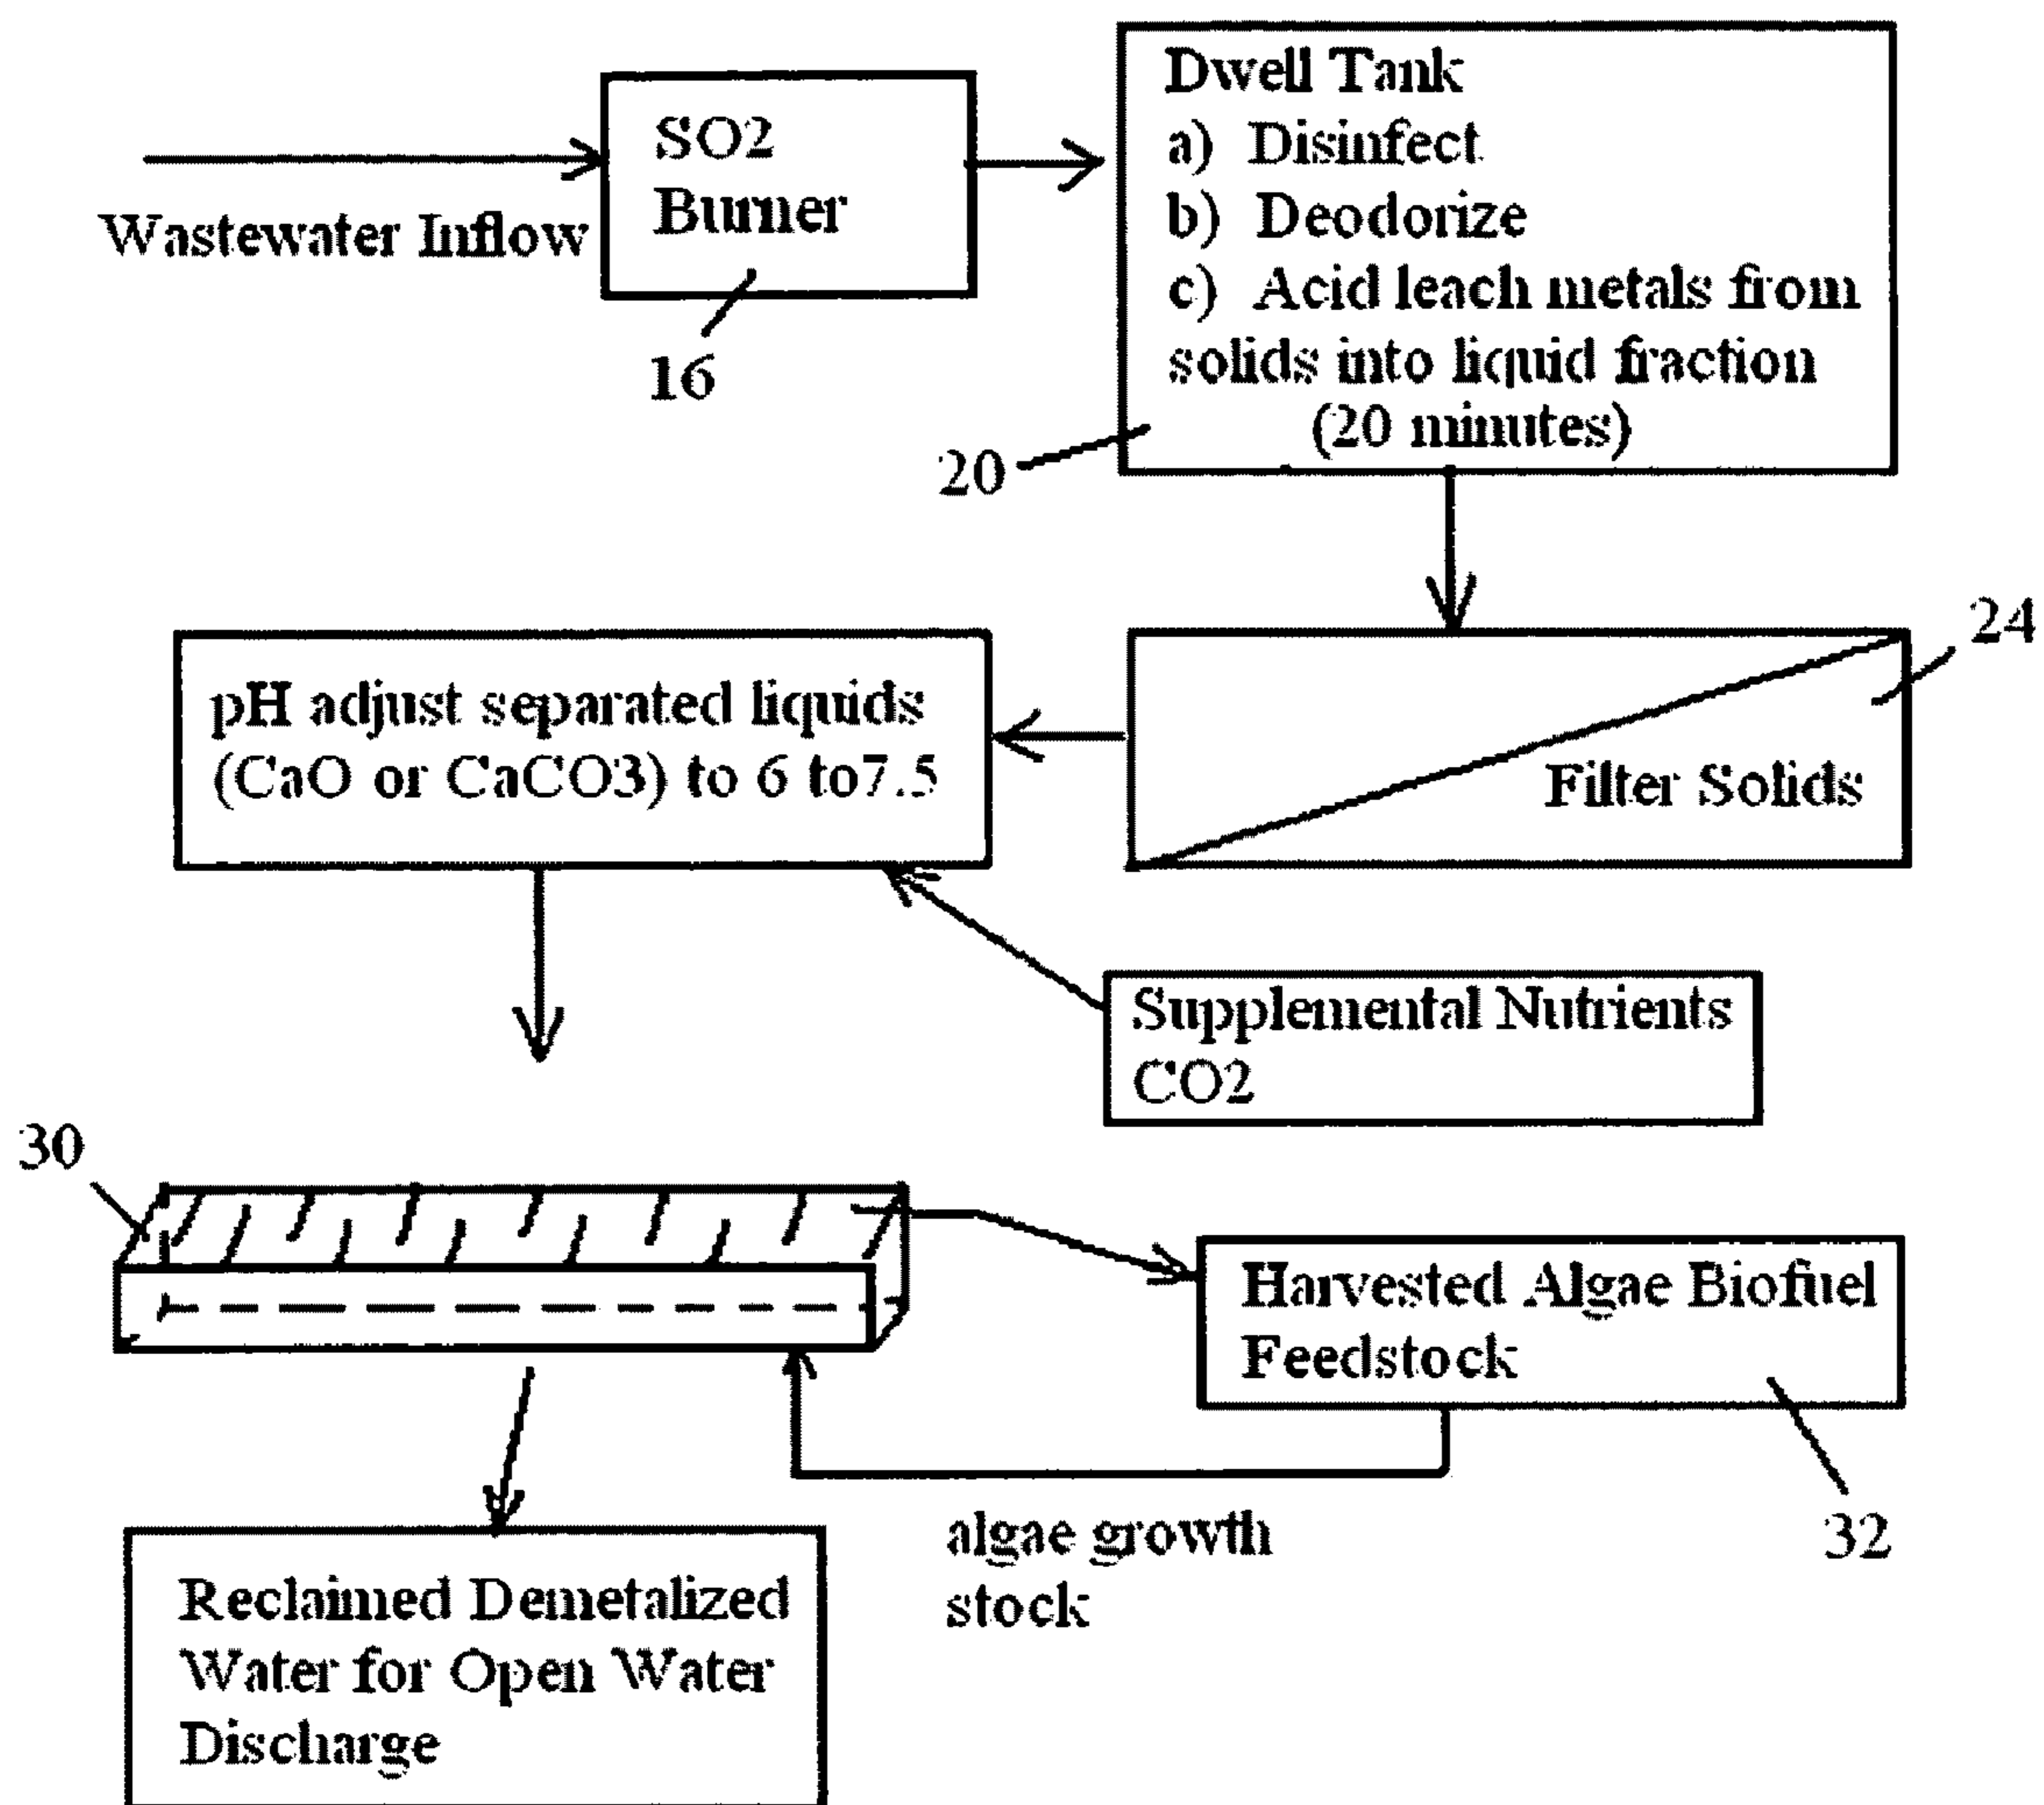 SO2
Burner
Wastewater Inflow
16
Dwell Tank
a) Disinfect
b) Deodorize
c) Acid leach metals from
solids into liquid fraction
(20 minutes)
20
24
Filter Solids
pH adjust separated liquids
(CaO or CaCO3) to 6 to7.5
Supplemental Nutrients
CO2
30
Harvested Algae Biofuel
Feedstock
32
algae growth
stock
Reclaimed Demetalized
Water for Open Water
Discharge